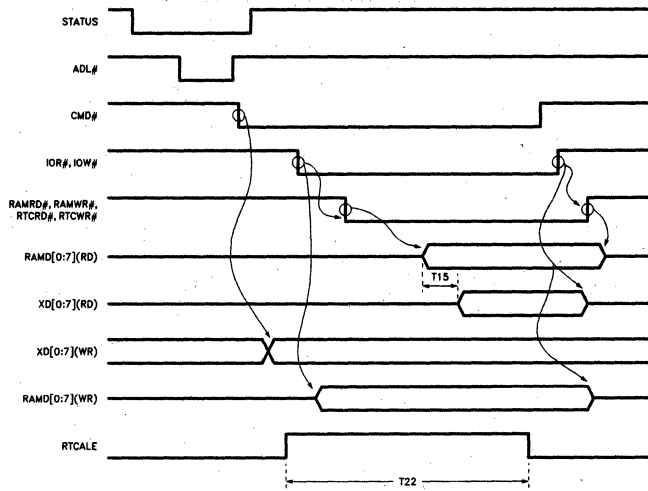 STATUS
ADL#
CMD#
IOR#, IOW#
RAMRD#, RAMWR#,
RTCRD#, RTCWR#
RAMD[0:7](RD)
T15
XD[0:7](RD)
XD[0:7](WR)
RAMD[0:7](WR)
RTCALE
T22